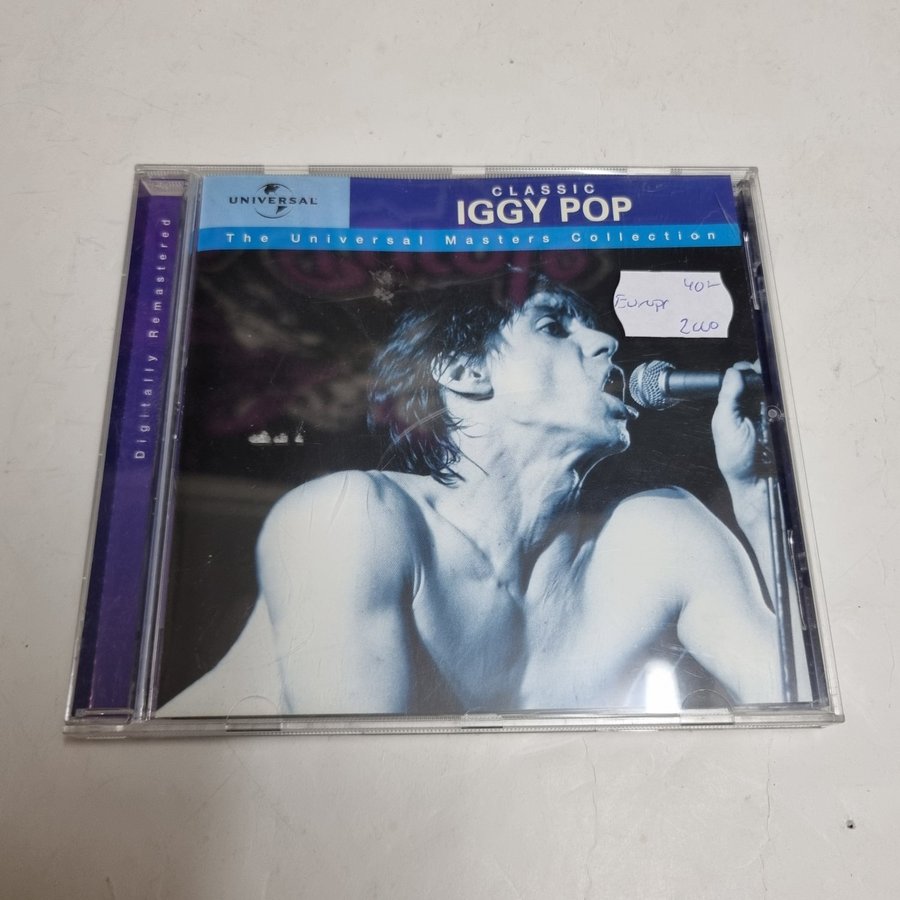 UNIVERSAL
CLASSIC
IGGY POP
The Universal Masters Collection
Digitally Remastered
40:-
Europe
2000